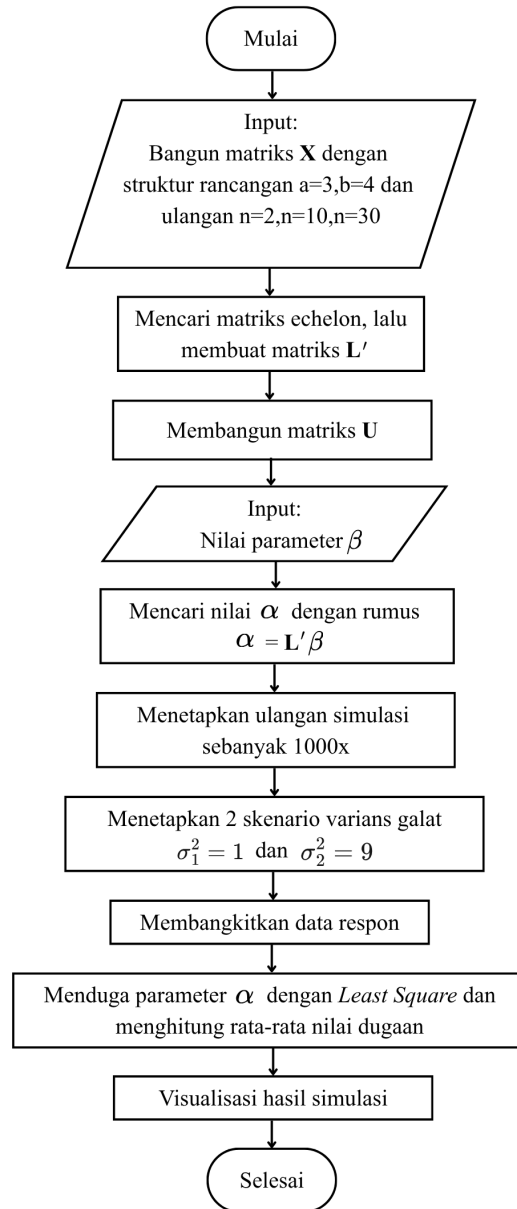 Mulai
Input:
Bangun matriks X dengan
struktur rancangan a=3,b=4 dan
ulangan n=2,n=10,n=30
Mencari matriks echelon, lalu
membuat matriks L′
Membangun matriks U
Input:
Nilai parameter β
Mencari nilai α dengan rumus
α = L′β
Menetapkan ulangan simulasi
sebanyak 1000x
Menetapkan 2 skenario varians galat
σ₁² = 1 dan σ₂² = 9
Membangkitkan data respon
Menduga parameter α dengan Least Square dan
menghitung rata-rata nilai dugaan
Visualisasi hasil simulasi
Selesai